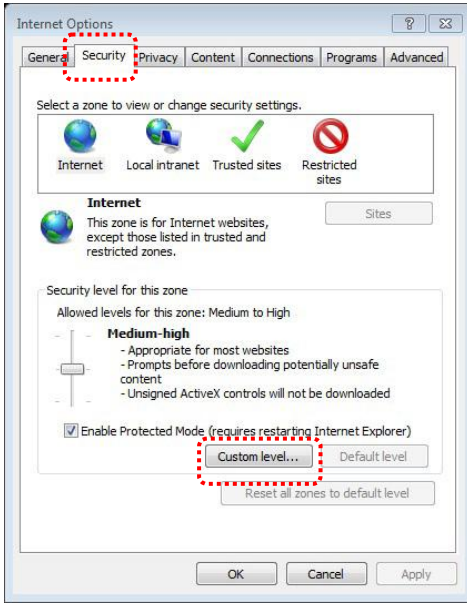 Internet Options
General Security Privacy Content Connections Programs Advanced
Select a zone to view or change security settings.
Internet Local intranet Trusted sites Restricted
sites
Internet
Sites
This zone is for Internet websites,
except those listed in trusted and
restricted zones.
Security level for this zone
Allowed levels for this zone: Medium to High
Medium-high
- Appropriate for most websites
- Prompts before downloading potentially unsafe
content
- Unsigned ActiveX controls will not be downloaded
Enable Protected Mode (requires restarting Internet Explorer)
Custom level... Default level
Reset all zones to default level
OK Cancel Apply